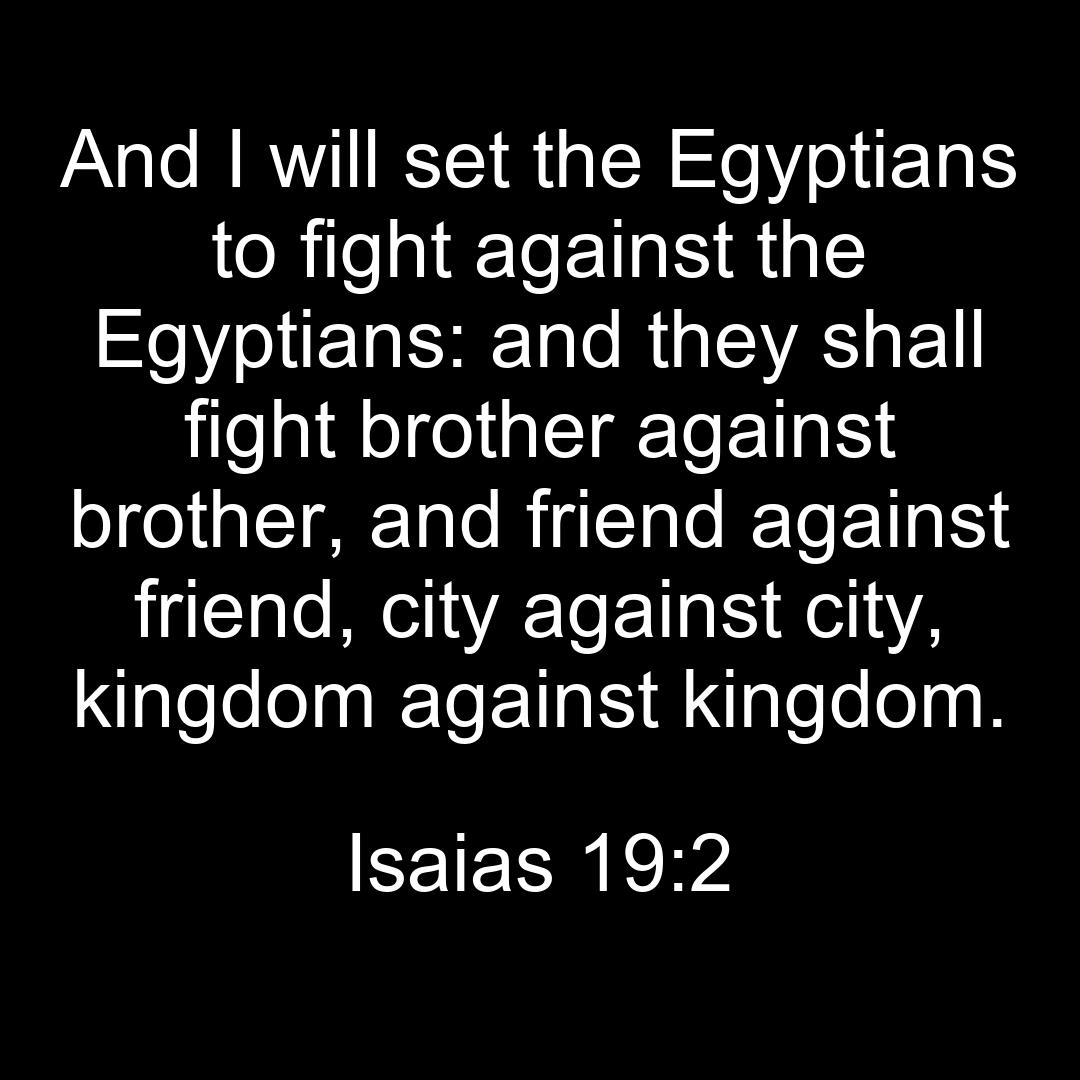 And I will set the Egyptians
to fight against the
Egyptians: and they shall
fight brother against
brother, and friend against
friend, city against city,
kingdom against kingdom.
Isaias 19:2